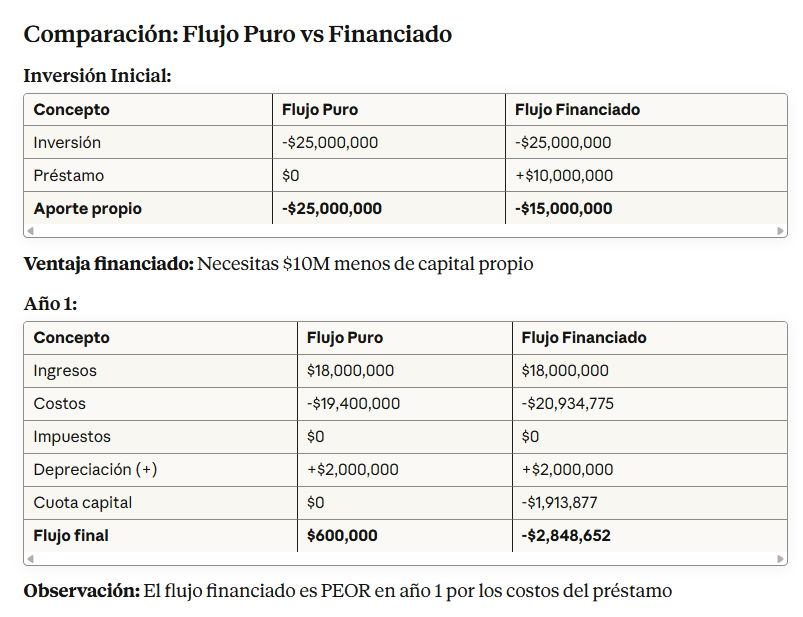 Comparación: Flujo Puro vs Financiado
Inversión Inicial:
Concepto Flujo Puro Flujo Financiado
Inversión -$25,000,000 -$25,000,000
Préstamo $0 +$10,000,000
Aporte propio -$25,000,000 -$15,000,000
Ventaja financiado: Necesitas $10M menos de capital propio
Año 1:
Concepto Flujo Puro Flujo Financiado
Ingresos $18,000,000 $18,000,000
Costos -$19,400,000 -$20,934,775
Impuestos $0 $0
Depreciación (+) +$2,000,000 +$2,000,000
Cuota capital $0 -$1,913,877
Flujo final $600,000 -$2,848,652
Observación: El flujo financiado es PEOR en año 1 por los costos del préstamo